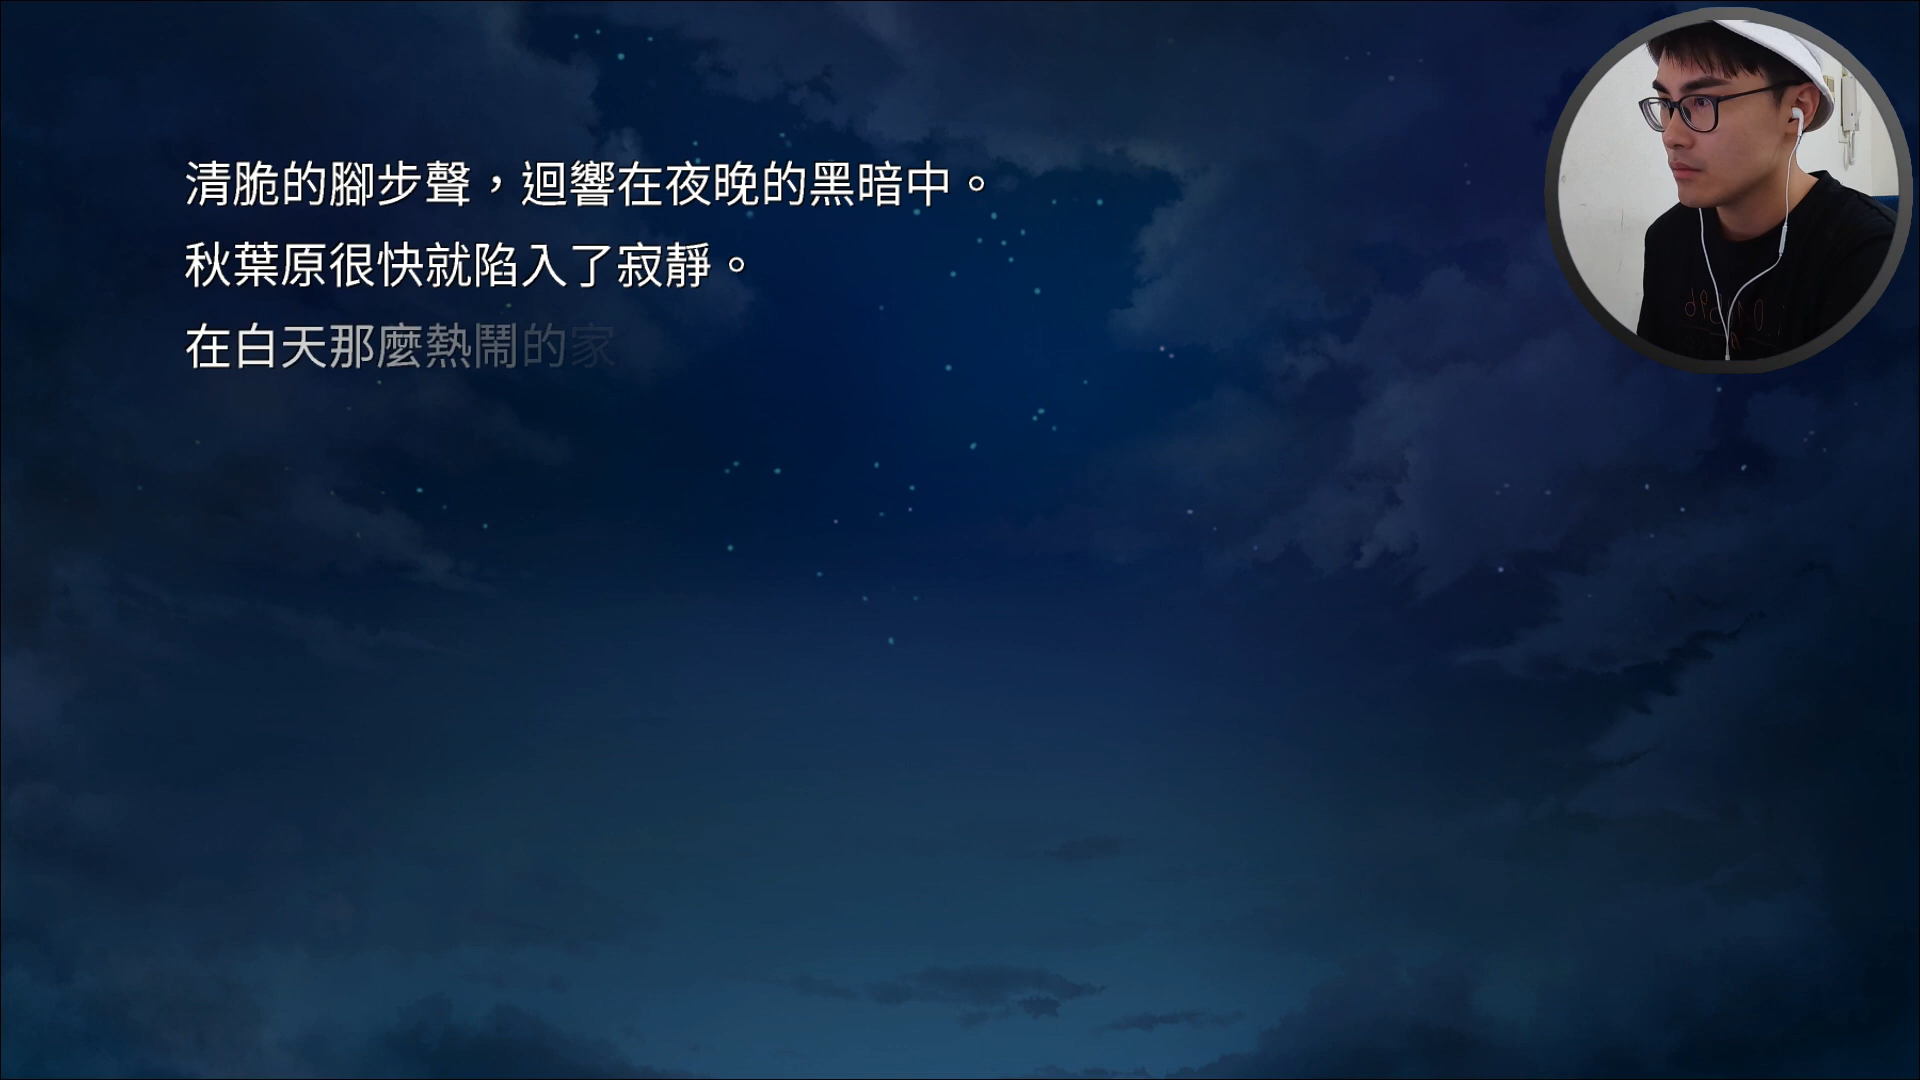 清脆的腳步聲，迴響在夜晚的黑暗中。
秋葉原很快就陷入了寂靜。
在白天那麼熱鬧的家